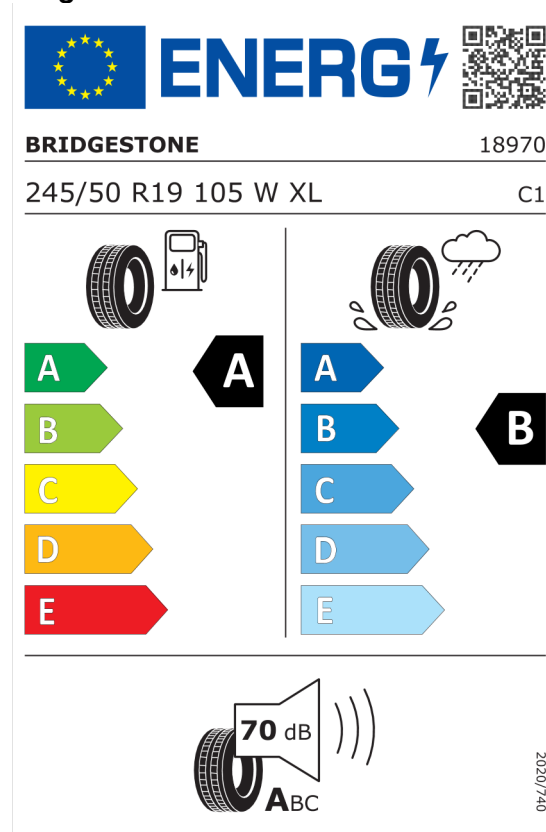 ENERG
BRIDGESTONE 18970
245/50 R19 105 W XL C1
A A A
B B B
C C
D D
E E
70 dB
ABC
2020/740